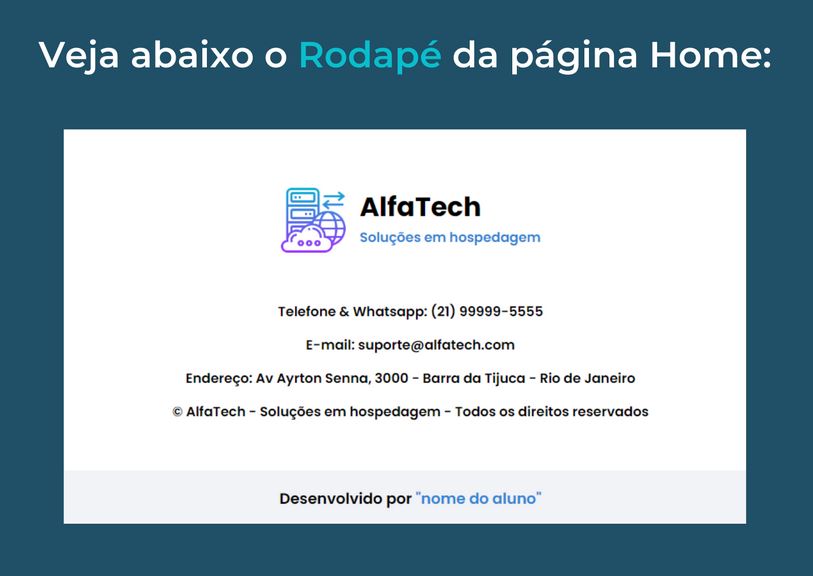 Veja abaixo o Rodapé da página Home:
AlfaTech
Soluções em hospedagem
Telefone & Whatsapp: (21) 99999-5555
E-mail: suporte@alfatech.com
Endereço: Av Ayrton Senna, 3000 - Barra da Tijuca - Rio de Janeiro
© AlfaTech - Soluções em hospedagem - Todos os direitos reservados
Desenvolvido por "nome do aluno"